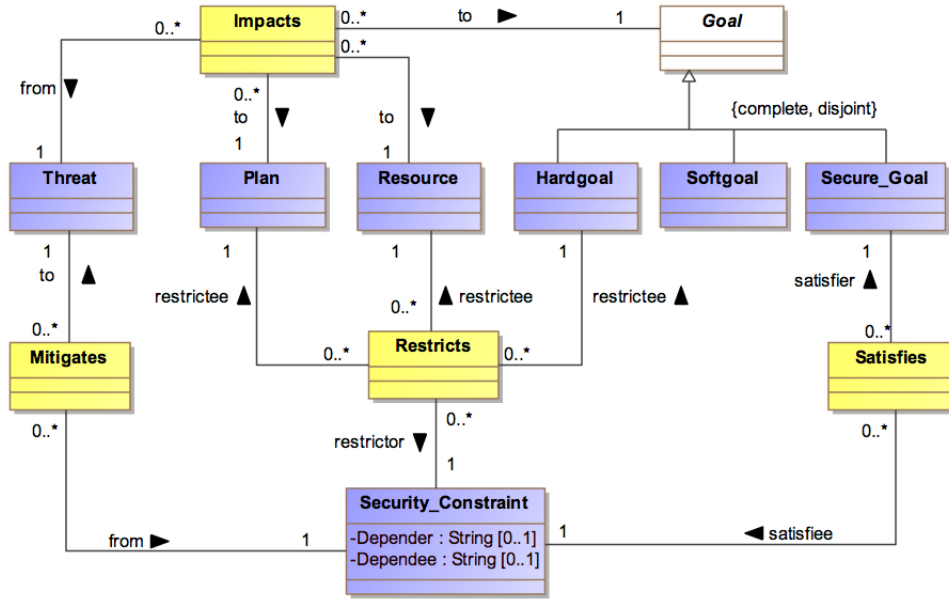 Impacts
Goal
0..*
0..*
to
1
0..*
from
0..*
to
1
to
{complete, disjoint}
1
1
Threat
Plan
Resource
Hardgoal
Softgoal
Secure_Goal
1
1
1
1
1
to
restrictee
restrictee
restrictee
satisfier
0..*
0..*
0..*
Mitigates
Restricts
Satisfies
0..*
0..*
0..*
0..*
0..*
restrictor
1
Security_Constraint
-Depender : String [0..1]
-Dependee : String [0..1]
from
1
1
satisfiee